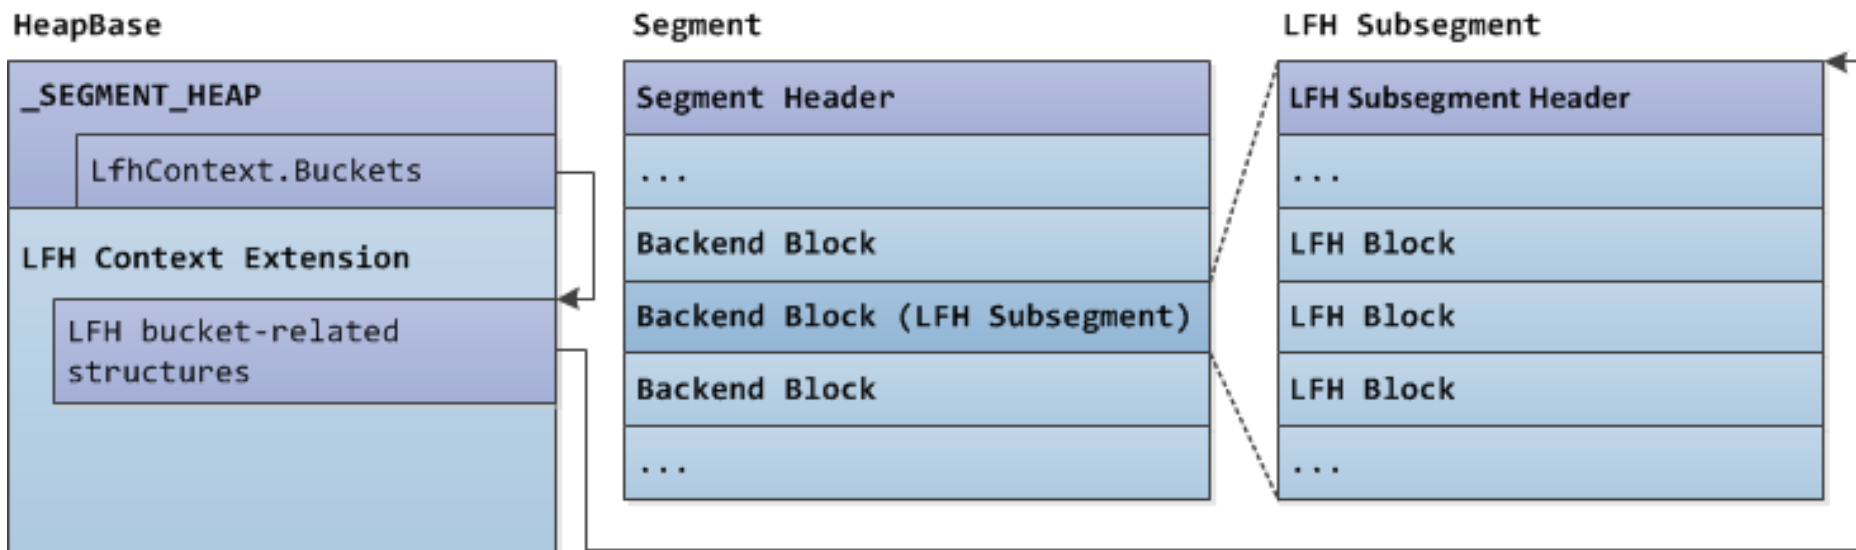 HeapBase
_SEGMENT_HEAP
LfhContext.Buckets
LFH Context Extension
LFH bucket-related
structures
Segment
Segment Header
...
Backend Block
Backend Block (LFH Subsegment)
Backend Block
...
LFH Subsegment
LFH Subsegment Header
...
LFH Block
LFH Block
LFH Block
...